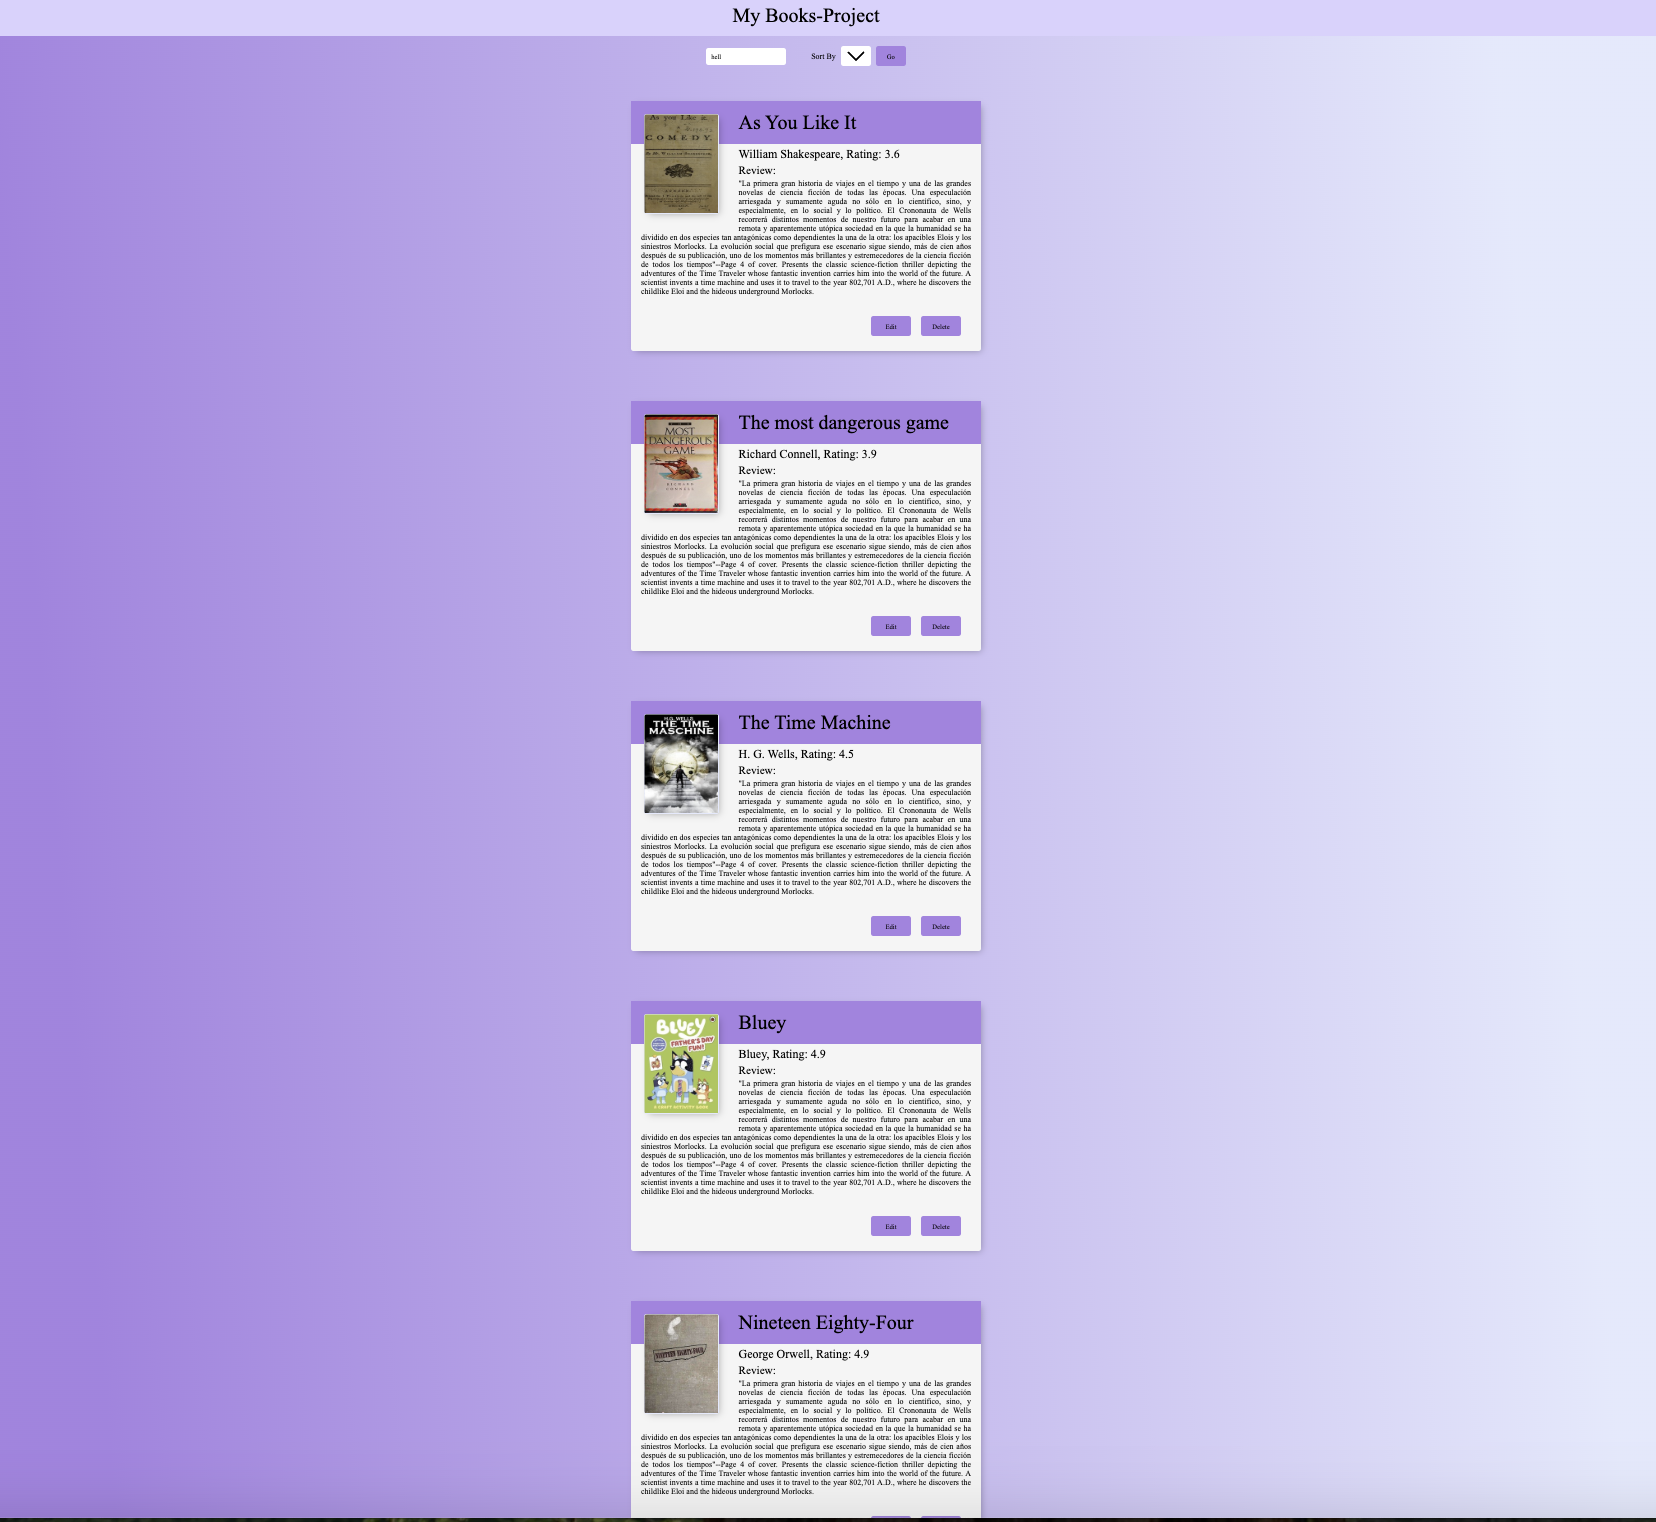 My Books-Project
hell
Sort By
Go
As You Like It
As you Like it.
COMEDY.
William Shakespeare, Rating: 3.6
Review:
"La primera gran historia de viajes en el tiempo y una de las grandes
novelas de ciencia ficción de todas las épocas. Una especulación
arriesgada y sumamente aguda no sólo en lo científico, sino, y
especialmente, en lo social y lo político. El Crononauta de Wells
recorrerá distintos momentos de nuestro futuro para acabar en una
remota y aparentemente utópica sociedad en la que la humanidad se ha
dividido en dos especies tan antagónicas como dependientes la una de la otra: los apacibles Elois y los
siniestros Morlocks. La evolución social que prefigura ese escenario sigue siendo, más de cien años
después de su publicación, uno de los momentos más brillantes y estremecedores de la ciencia ficción
de todos los tiempos"--Page 4 of cover. Presents the classic science-fiction thriller depicting the
adventures of the Time Traveler whose fantastic invention carries him into the world of the future. A
scientist invents a time machine and uses it to travel to the year 802,701 A.D., where he discovers the
childlike Eloi and the hideous underground Morlocks.
Edit
Delete
The most dangerous game
MOST
DANGEROUS
GAME
RICHARD
CONNELL
Richard Connell, Rating: 3.9
Review:
"La primera gran historia de viajes en el tiempo y una de las grandes
novelas de ciencia ficción de todas las épocas. Una especulación
arriesgada y sumamente aguda no sólo en lo científico, sino, y
especialmente, en lo social y lo político. El Crononauta de Wells
recorrerá distintos momentos de nuestro futuro para acabar en una
remota y aparentemente utópica sociedad en la que la humanidad se ha
dividido en dos especies tan antagónicas como dependientes la una de la otra: los apacibles Elois y los
siniestros Morlocks. La evolución social que prefigura ese escenario sigue siendo, más de cien años
después de su publicación, uno de los momentos más brillantes y estremecedores de la ciencia ficción
de todos los tiempos"--Page 4 of cover. Presents the classic science-fiction thriller depicting the
adventures of the Time Traveler whose fantastic invention carries him into the world of the future. A
scientist invents a time machine and uses it to travel to the year 802,701 A.D., where he discovers the
childlike Eloi and the hideous underground Morlocks.
Edit
Delete
The Time Machine
H.G. WELLS
THE TIME
MASCHINE
H. G. Wells, Rating: 4.5
Review:
"La primera gran historia de viajes en el tiempo y una de las grandes
novelas de ciencia ficción de todas las épocas. Una especulación
arriesgada y sumamente aguda no sólo en lo científico, sino, y
especialmente, en lo social y lo político. El Crononauta de Wells
recorrerá distintos momentos de nuestro futuro para acabar en una
remota y aparentemente utópica sociedad en la que la humanidad se ha
dividido en dos especies tan antagónicas como dependientes la una de la otra: los apacibles Elois y los
siniestros Morlocks. La evolución social que prefigura ese escenario sigue siendo, más de cien años
después de su publicación, uno de los momentos más brillantes y estremecedores de la ciencia ficción
de todos los tiempos"--Page 4 of cover. Presents the classic science-fiction thriller depicting the
adventures of the Time Traveler whose fantastic invention carries him into the world of the future. A
scientist invents a time machine and uses it to travel to the year 802,701 A.D., where he discovers the
childlike Eloi and the hideous underground Morlocks.
Edit
Delete
Bluey
BLUEY
FATHER'S DAY
FUN!
A CRAFT ACTIVITY BOOK
Bluey, Rating: 4.9
Review:
"La primera gran historia de viajes en el tiempo y una de las grandes
novelas de ciencia ficción de todas las épocas. Una especulación
arriesgada y sumamente aguda no sólo en lo científico, sino, y
especialmente, en lo social y lo político. El Crononauta de Wells
recorrerá distintos momentos de nuestro futuro para acabar en una
remota y aparentemente utópica sociedad en la que la humanidad se ha
dividido en dos especies tan antagónicas como dependientes la una de la otra: los apacibles Elois y los
siniestros Morlocks. La evolución social que prefigura ese escenario sigue siendo, más de cien años
después de su publicación, uno de los momentos más brillantes y estremecedores de la ciencia ficción
de todos los tiempos"--Page 4 of cover. Presents the classic science-fiction thriller depicting the
adventures of the Time Traveler whose fantastic invention carries him into the world of the future. A
scientist invents a time machine and uses it to travel to the year 802,701 A.D., where he discovers the
childlike Eloi and the hideous underground Morlocks.
Edit
Delete
Nineteen Eighty-Four
NINETEEN EIGHTY-FOUR
George Orwell, Rating: 4.9
Review:
"La primera gran historia de viajes en el tiempo y una de las grandes
novelas de ciencia ficción de todas las épocas. Una especulación
arriesgada y sumamente aguda no sólo en lo científico, sino, y
especialmente, en lo social y lo político. El Crononauta de Wells
recorrerá distintos momentos de nuestro futuro para acabar en una
remota y aparentemente utópica sociedad en la que la humanidad se ha
dividido en dos especies tan antagónicas como dependientes la una de la otra: los apacibles Elois y los
siniestros Morlocks. La evolución social que prefigura ese escenario sigue siendo, más de cien años
después de su publicación, uno de los momentos más brillantes y estremecedores de la ciencia ficción
de todos los tiempos"--Page 4 of cover. Presents the classic science-fiction thriller depicting the
adventures of the Time Traveler whose fantastic invention carries him into the world of the future. A
scientist invents a time machine and uses it to travel to the year 802,701 A.D., where he discovers the
childlike Eloi and the hideous underground Morlocks.